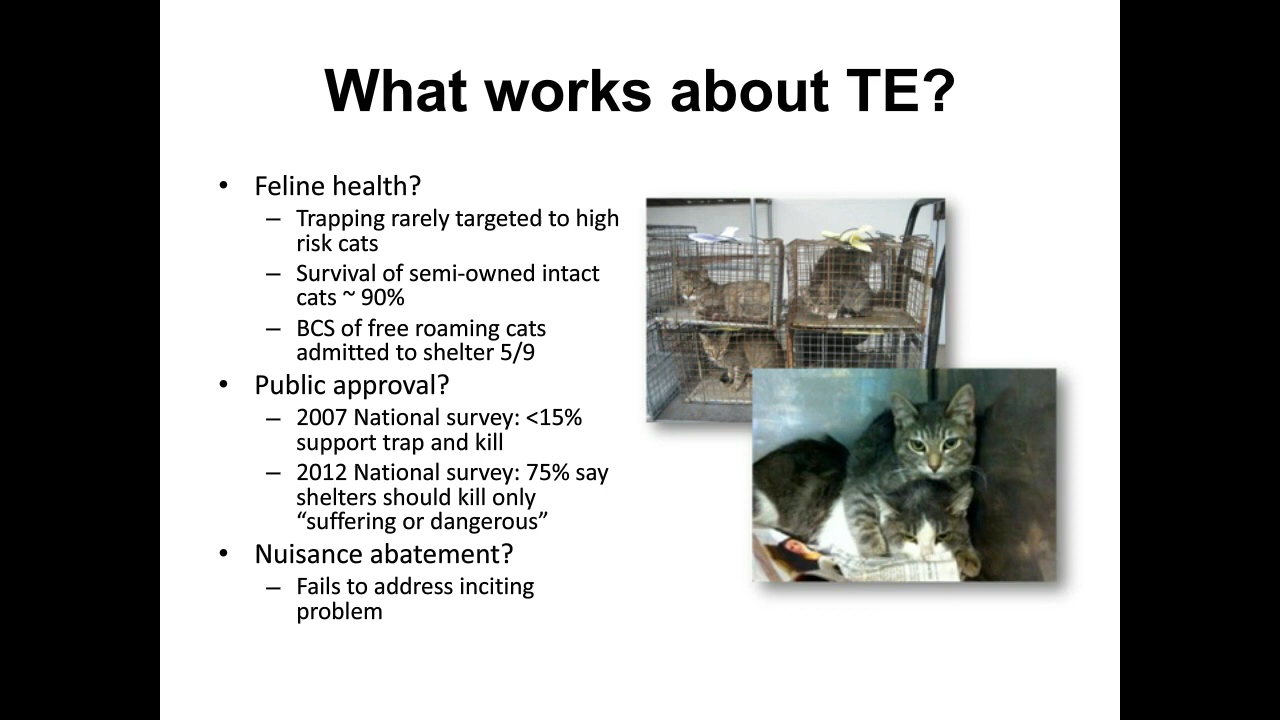 What works about TE?
• Feline health?
– Trapping rarely targeted to high
risk cats
– Survival of semi-owned intact
cats ~ 90%
– BCS of free roaming cats
admitted to shelter 5/9
• Public approval?
– 2007 National survey: <15%
support trap and kill
– 2012 National survey: 75% say
shelters should kill only
“suffering or dangerous”
• Nuisance abatement?
– Fails to address inciting
problem